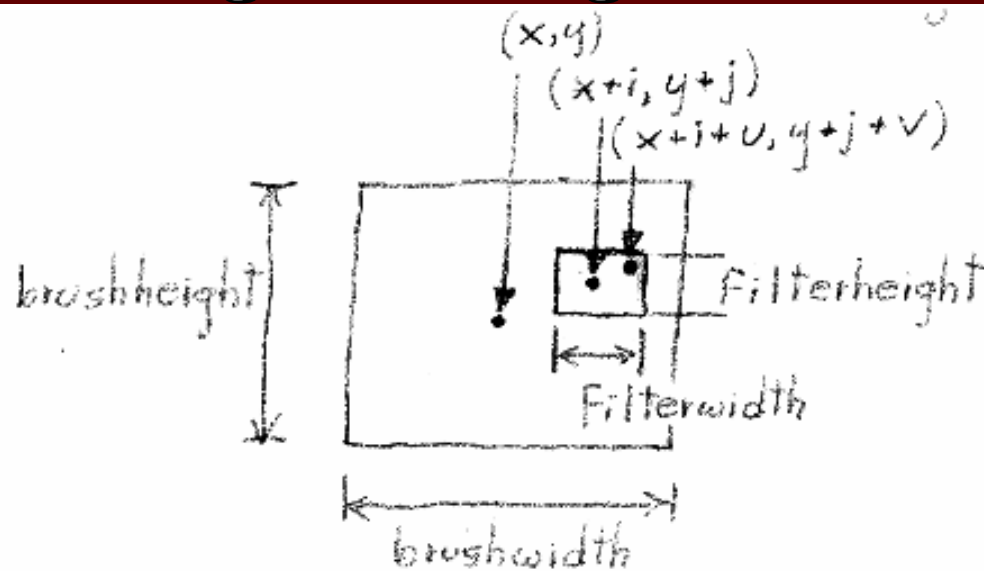 (x,y)
(x+i, y+j)
(x+i+u, y+j+v)
brushheight
Filterheight
Filterwidth
brushwidth